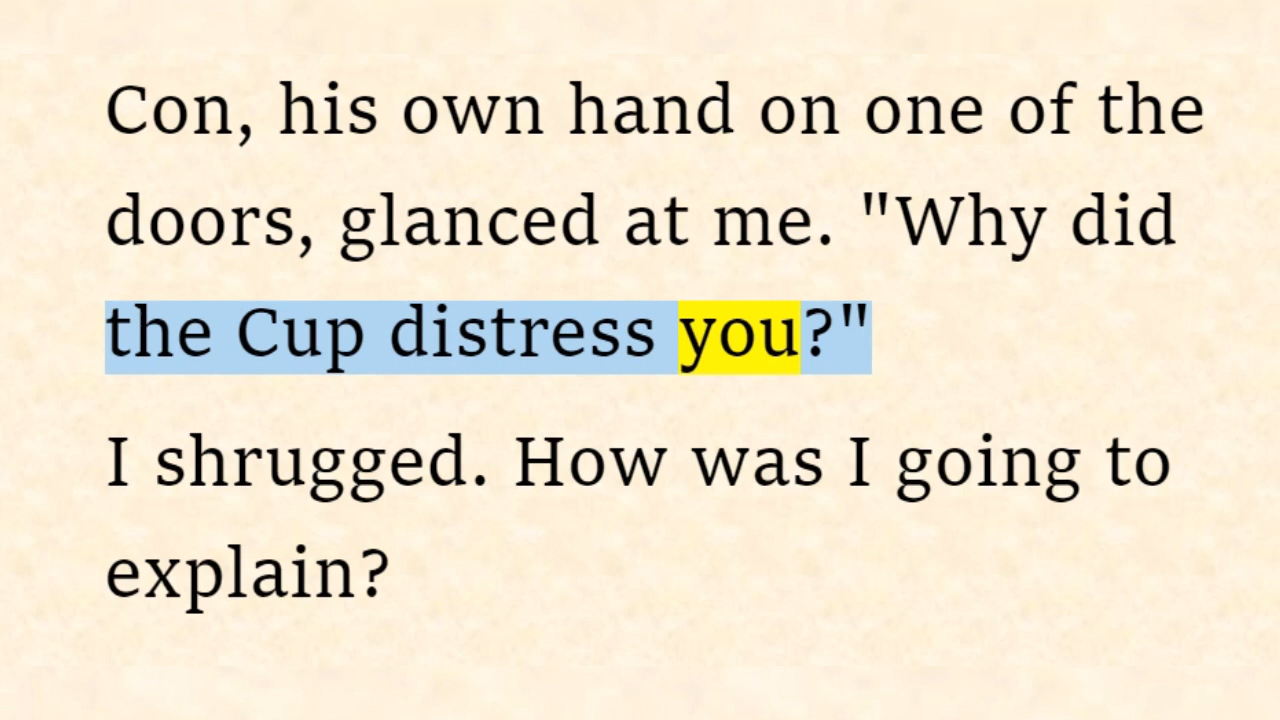 Con, his own hand on one of the
doors, glanced at me. "Why did
the Cup distress you?"
I shrugged. How was I going to
explain?